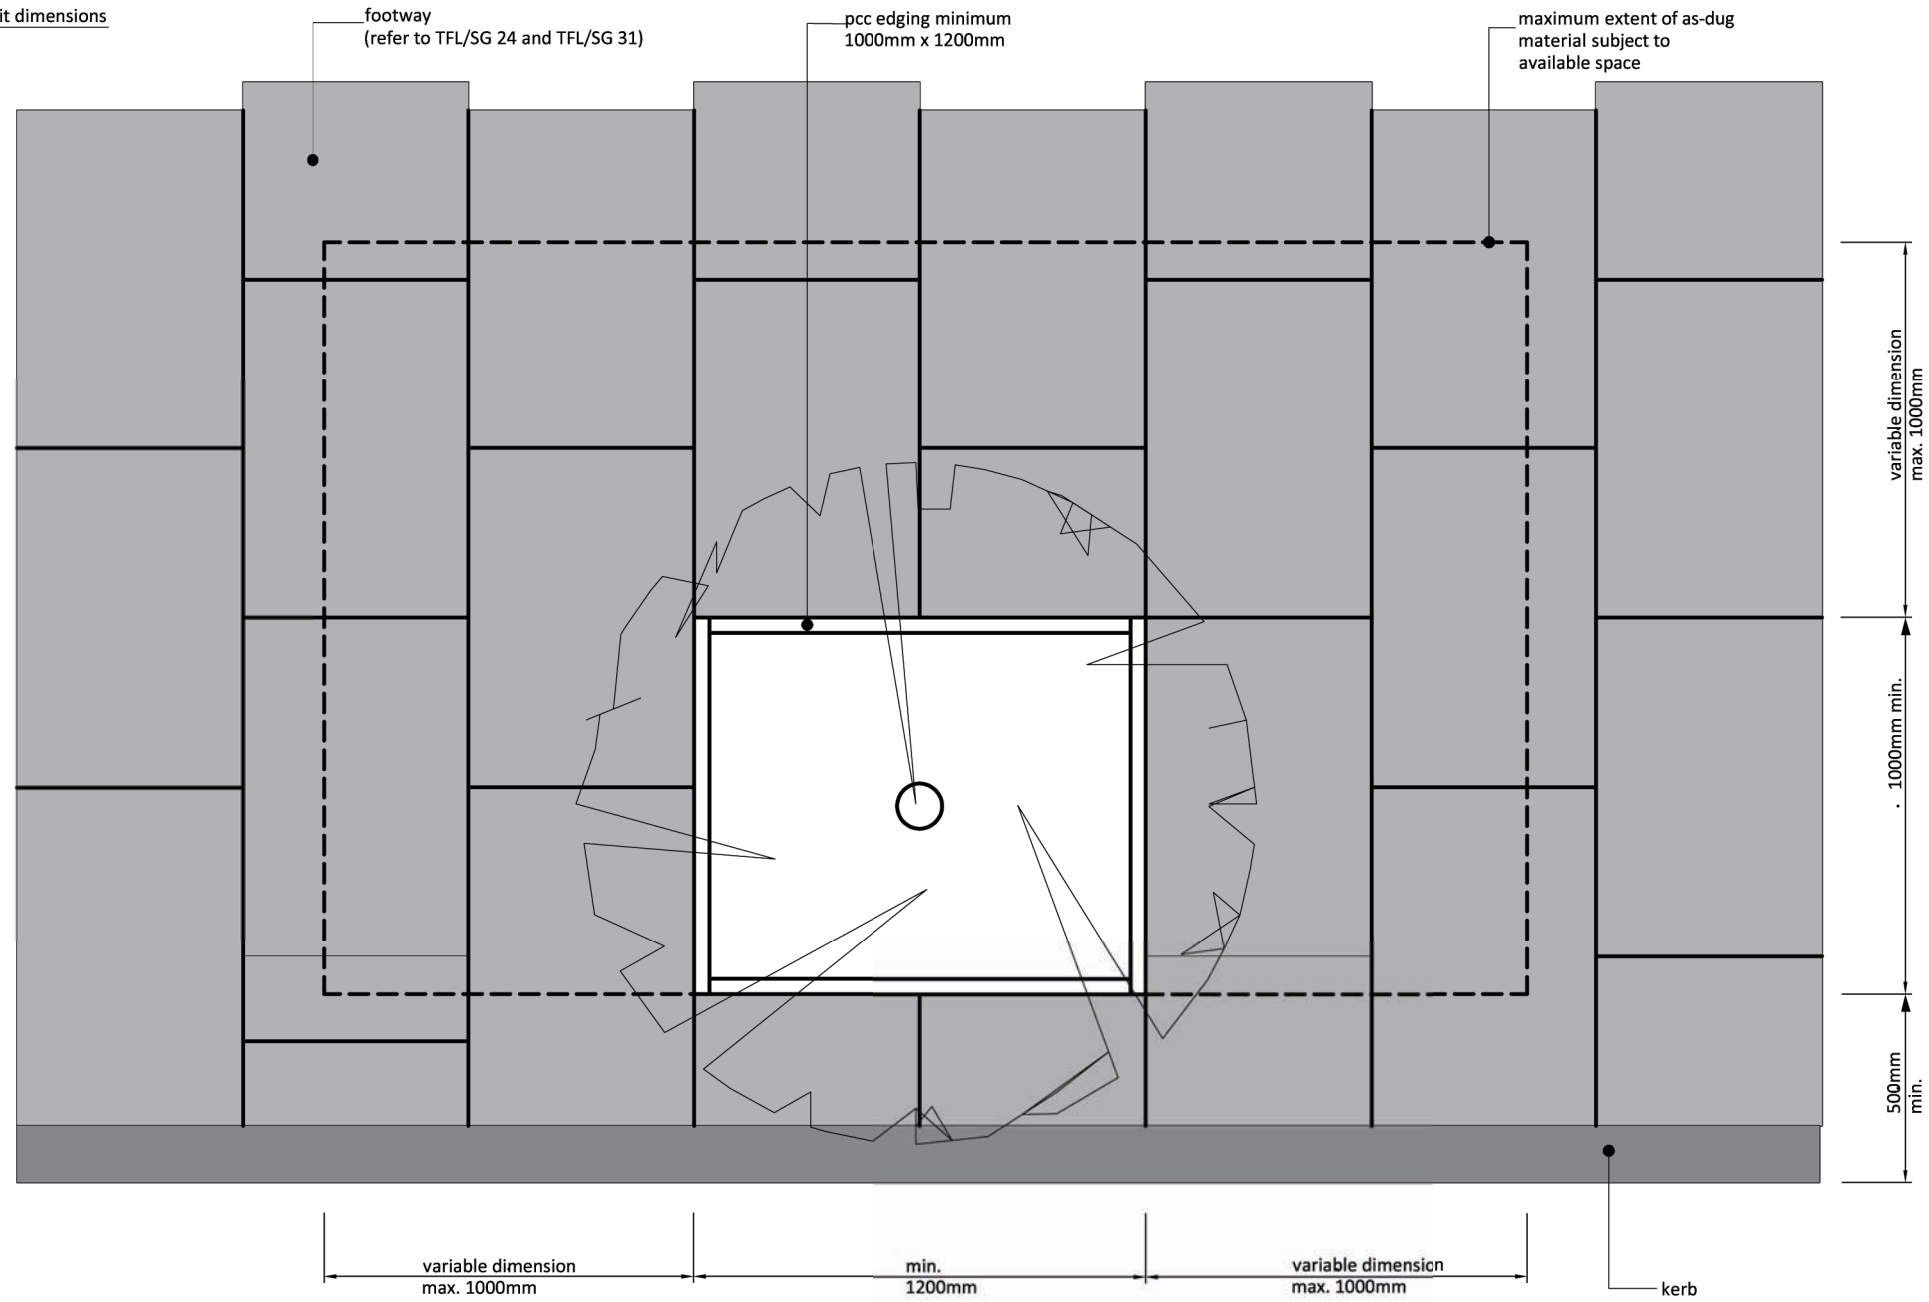 it dimensions
footway
(refer to TFL/SG 24 and TFL/SG 31)
pcc edging minimum
1000mm x 1200mm
maximum extent of as-dug
material subject to
available space
variable dimension
max. 1000mm
1000mm min.
500mm
min.
variable dimension
max. 1000mm
min.
1200mm
variable dimension
max. 1000mm
kerb